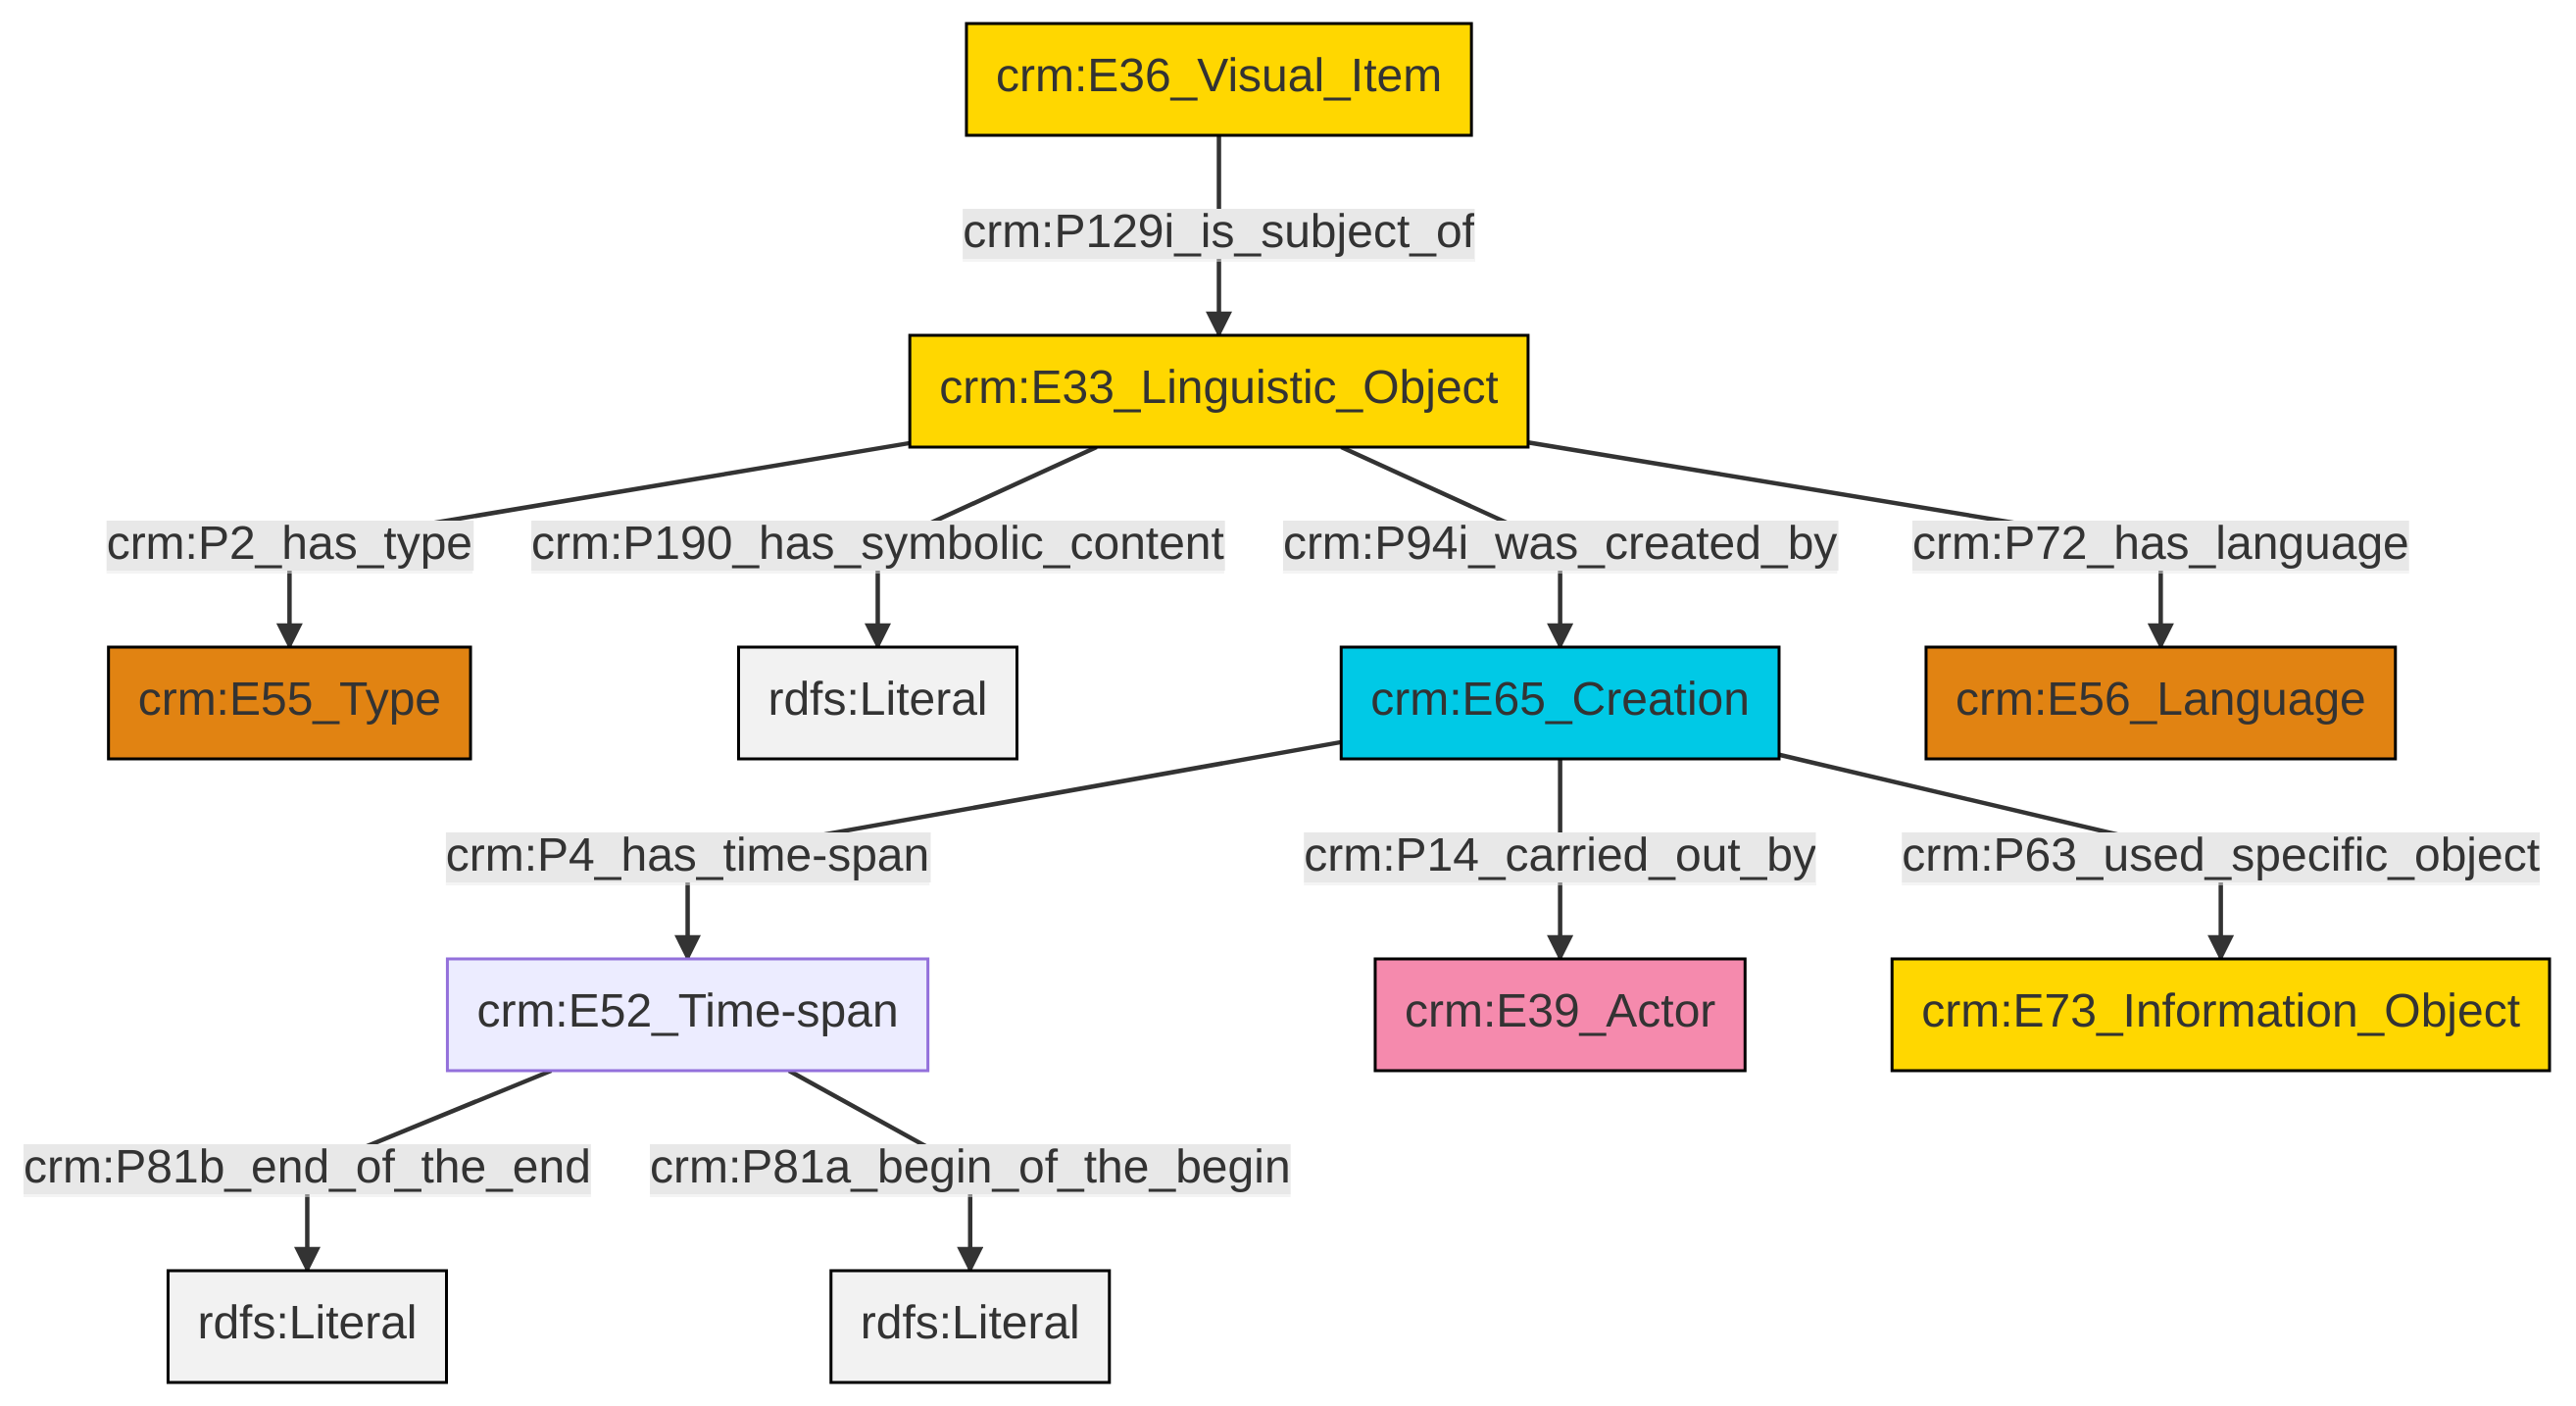 crm:E36_Visual_Item
crm:P129i_is_subject_of
crm:E33_Linguistic_Object
crm:P2_has_type
crm:P190_has_symbolic_content
crm:P94i_was_created_by
crm:P72_has_language
crm:E55_Type
rdfs:Literal
crm:E65_Creation
crm:E56_Language
crm:P4_has_time-span
crm:P14_carried_out_by
crm:P63_used_specific_object
crm:E52_Time-span
crm:E39_Actor
crm:E73_Information_Object
crm:P81b_end_of_the_end
crm:P81a_begin_of_the_begin
rdfs:Literal
rdfs:Literal